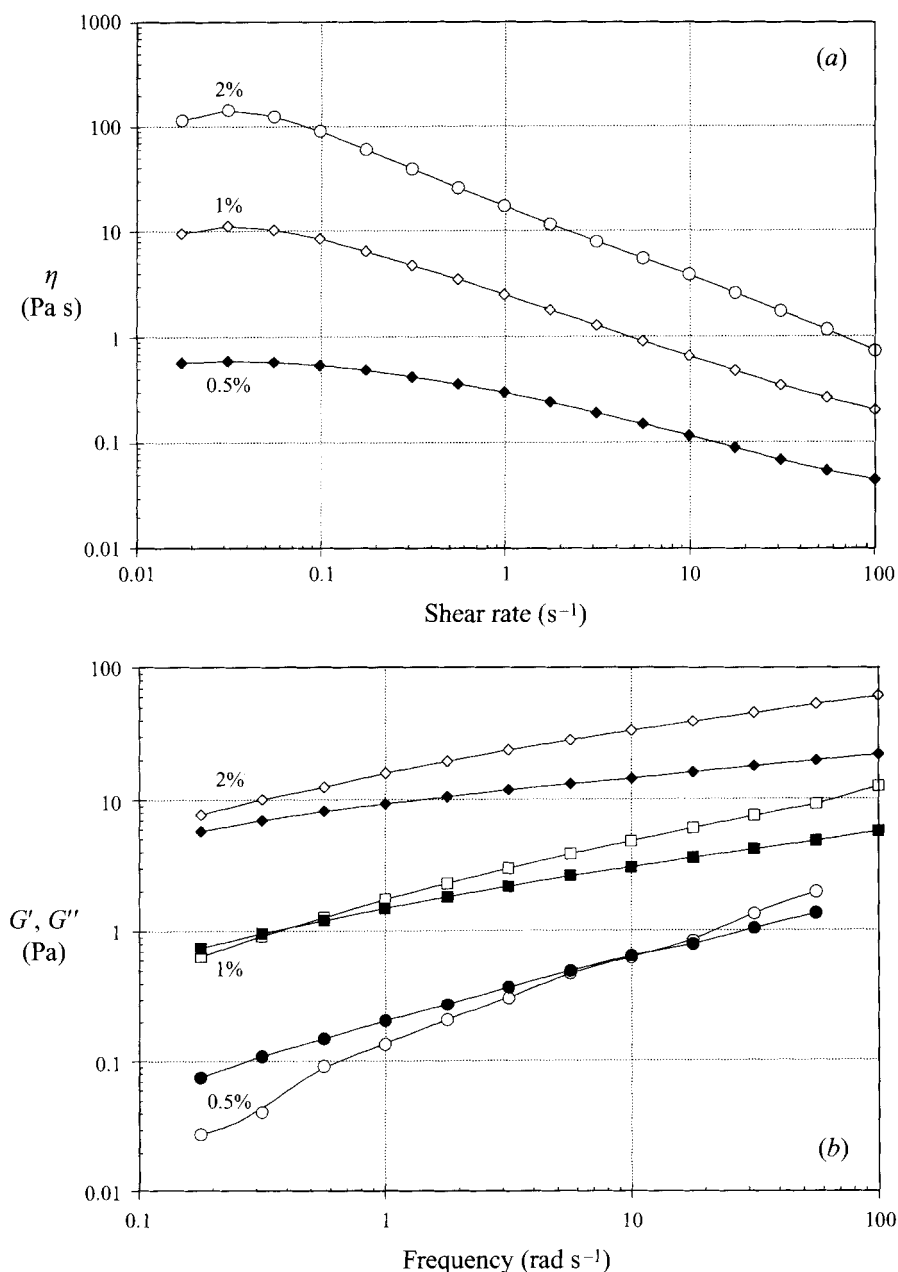 1000
(a)
2%
100
1%
10
η
(Pa s)
1
0.5%
0.1
0.01
0.01 0.1 1 10 100
Shear rate (s⁻¹)
100
2%
10
G′, G″
(Pa)
1
1%
0.1
0.5%
(b)
0.01
0.1 1 10 100
Frequency (rad s⁻¹)